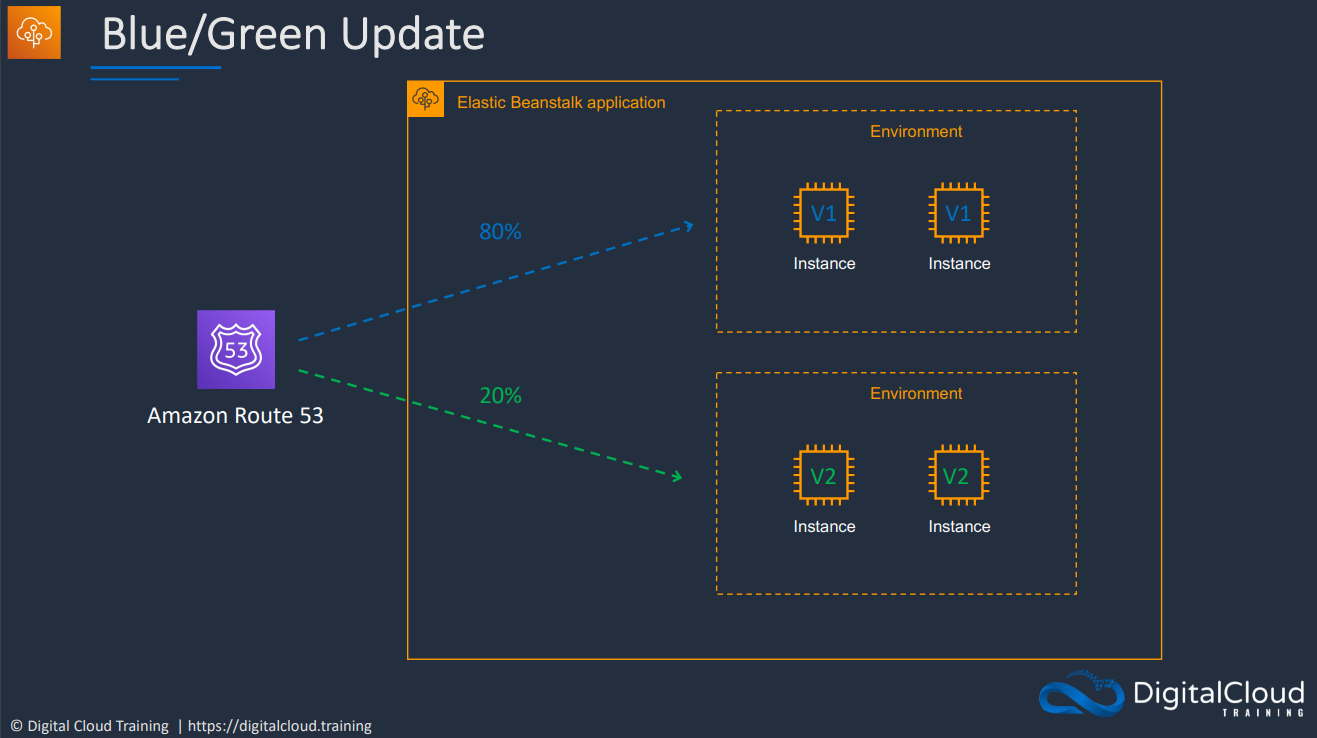 Blue/Green Update
Elastic Beanstalk application
Environment
V1 V1
Instance Instance
80%
53
Amazon Route 53
20%
Environment
V2 V2
Instance Instance
DigitalCloud
TRAINING
© Digital Cloud Training | https://digitalcloud.training